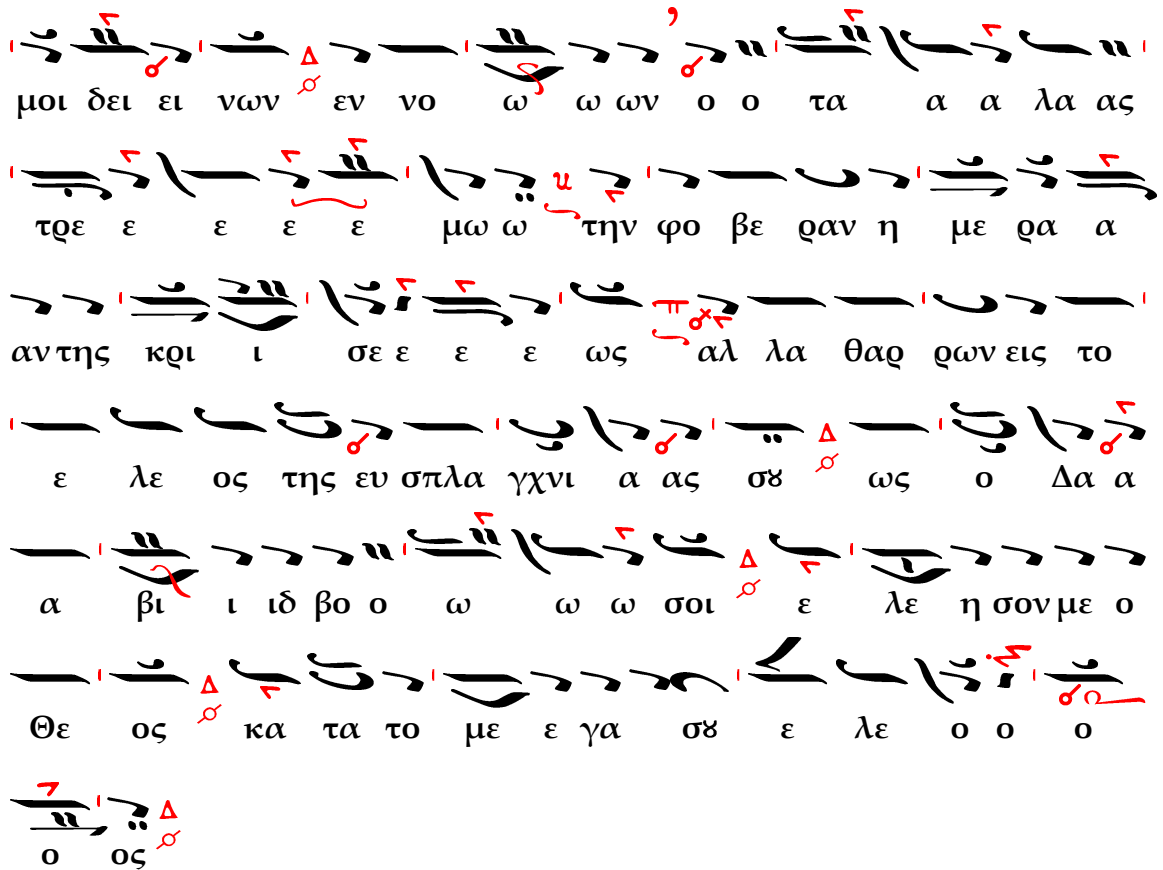 μοι δει ει νων εν νο ω ω ων ο ο τα α α λα ας
τρε ε ε ε ε μω ω την φο βε ραν η με ρα α
αν της κρι ι σε ε ε ε ως αλ λα θαρ ρων εις το
ε λε ος της ευ σπλα γχνι α ας σȣ ως ο Δα α
α βι ι ιδ βο ο ω ω ω σοι ε λε η σον με ο
Θε ος κα τα το με ε γα σȣ ε λε ο ο ο
ο ος